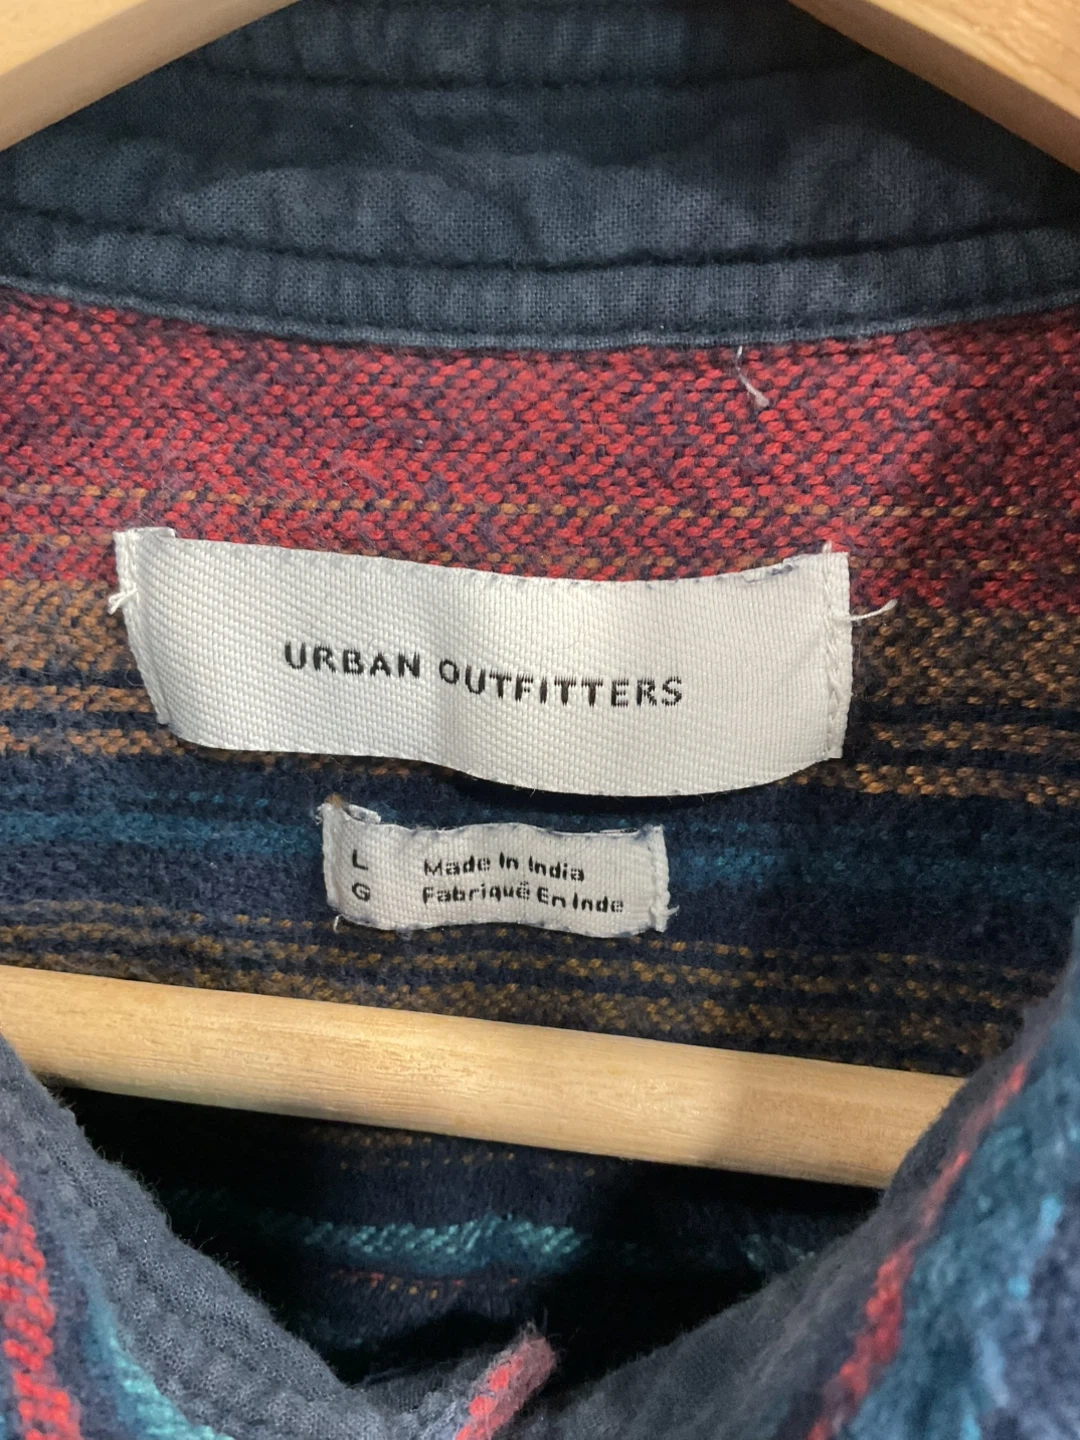 URBAN OUTFITTERS
L Made In India
G Fabriqué En Inde